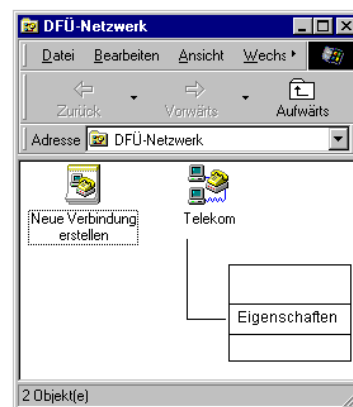 DFÜ-Netzwerk
Datei Bearbeiten Ansicht Wechs
Zurück Vorwärts Aufwärts
Adresse DFÜ-Netzwerk
Neue Verbindung
erstellen
Telekom
Eigenschaften
2 Objekt(e)